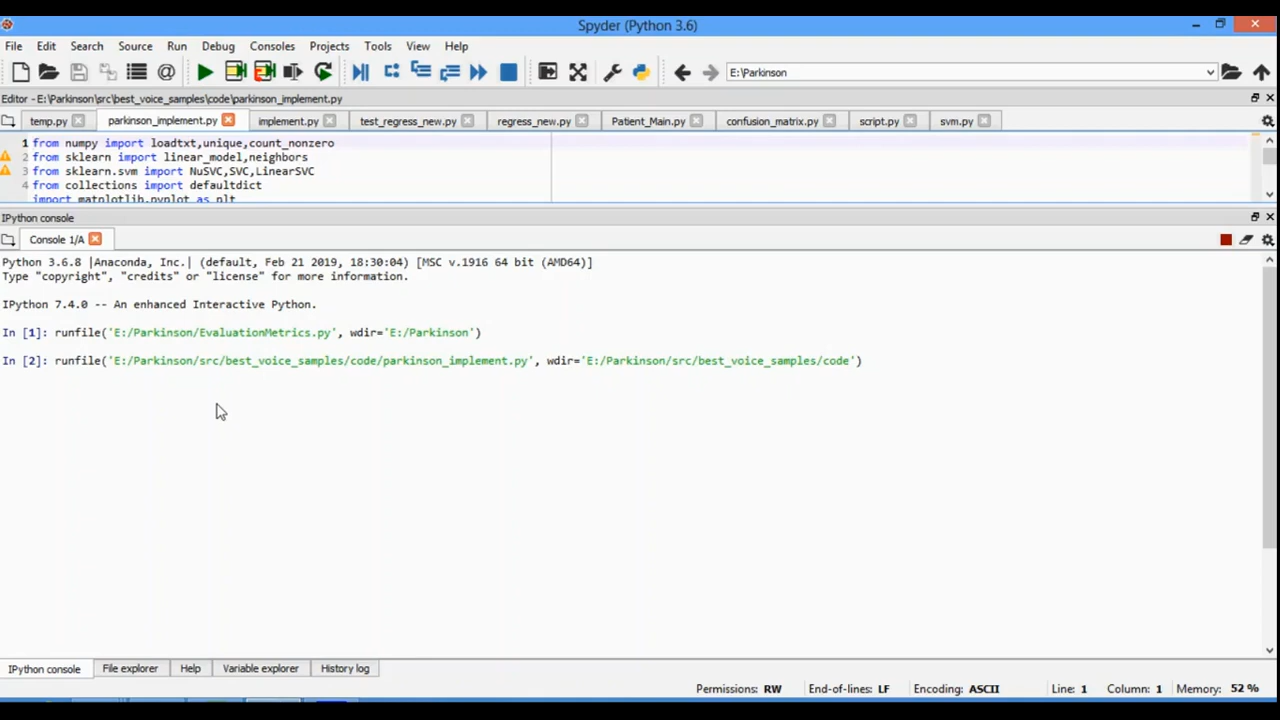 Spyder (Python 3.6)
File Edit Search Source Run Debug Consoles Projects Tools View Help
E:\Parkinson
Editor - E:\Parkinson\src\best_voice_samples\code\parkinson_implement.py
temp.py parkinson_implement.py implement.py test_regress_new.py regress_new.py Patient_Main.py confusion_matrix.py script.py svm.py
1 from numpy import loadtxt,unique,count_nonzero
2 from sklearn import linear_model,neighbors
3 from sklearn.svm import NuSVC,SVC,LinearSVC
4 from collections import defaultdict
import matplotlib.pyplot as plt
IPython console
Console 1/A
Python 3.6.8 |Anaconda, Inc.| (default, Feb 21 2019, 18:30:04) [MSC v.1916 64 bit (AMD64)]
Type "copyright", "credits" or "license" for more information.
IPython 7.4.0 -- An enhanced Interactive Python.
In [1]: runfile('E:/Parkinson/EvaluationMetrics.py', wdir='E:/Parkinson')
In [2]: runfile('E:/Parkinson/src/best_voice_samples/code/parkinson_implement.py', wdir='E:/Parkinson/src/best_voice_samples/code')
IPython console File explorer Help Variable explorer History log
Permissions: RW End-of-lines: LF Encoding: ASCII Line: 1 Column: 1 Memory: 52 %